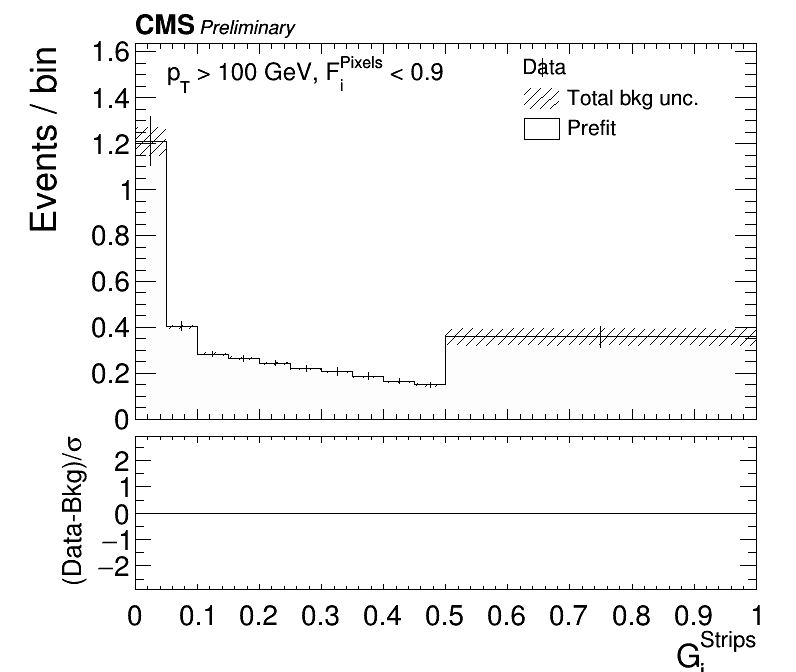 CMS Preliminary
p_T > 100 GeV, F_i^Pixels < 0.9
Data
Total bkg unc.
Prefit
Events / bin
1.6
1.4
1.2
1
0.8
0.6
0.4
0.2
0
(Data-Bkg)/σ
2
1
0
−1
−2
0 0.1 0.2 0.3 0.4 0.5 0.6 0.7 0.8 0.9 1
G_i^Strips